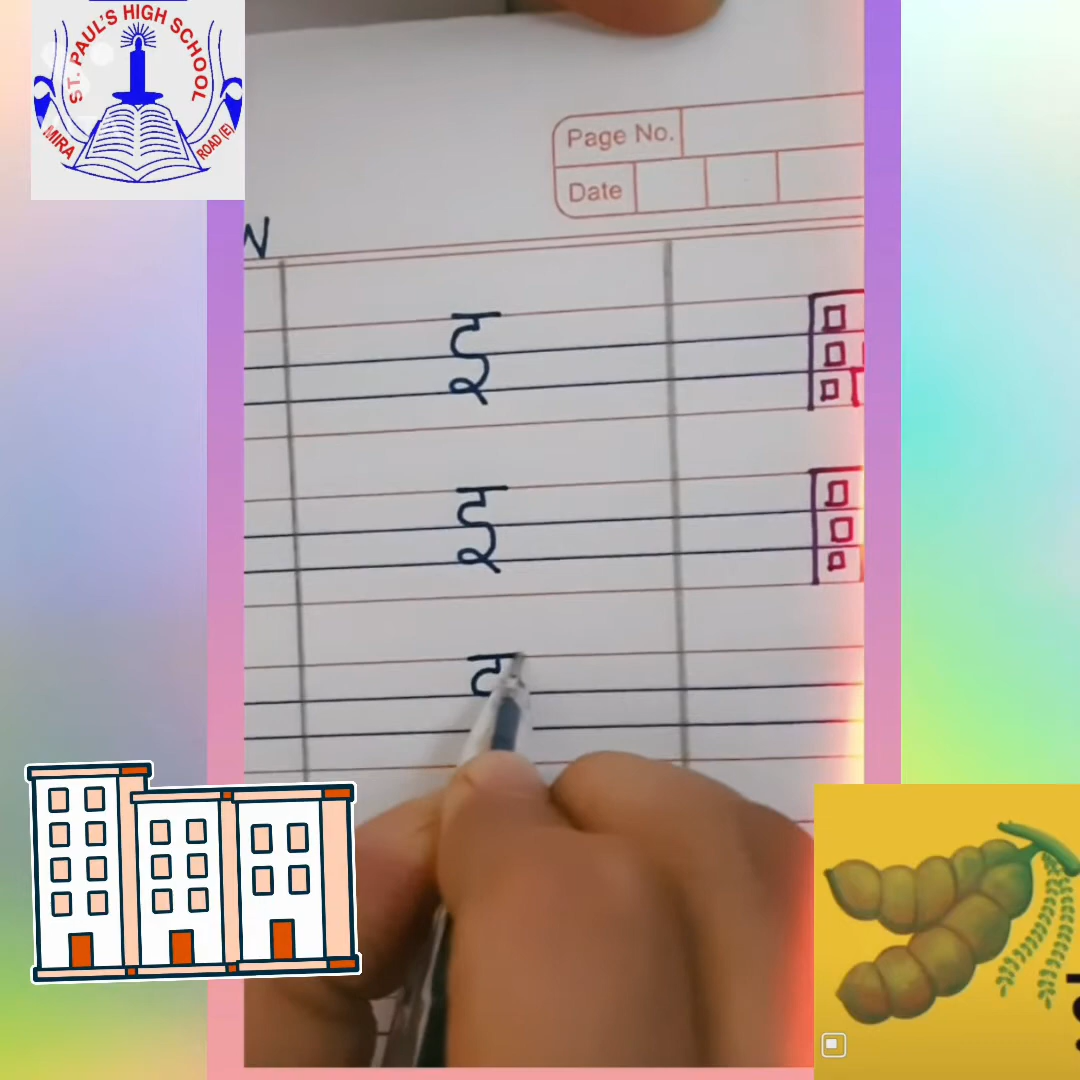 ST. PAUL'S HIGH SCHOOL
MIRA ROAD (E)
Page No.
Date
W
इ
इ